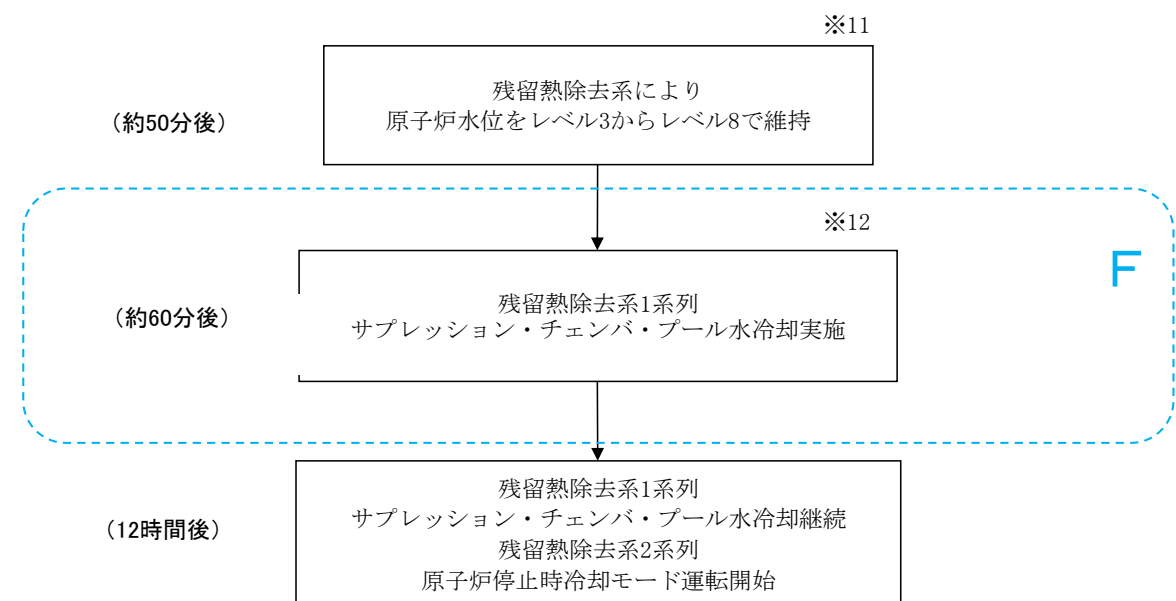 ※11
残留熱除去系により
原子炉水位をレベル3からレベル8で維持
（約50分後）
※12
F
残留熱除去系1系列
サプレッション・チェンバ・プール水冷却実施
（約60分後）
残留熱除去系1系列
サプレッション・チェンバ・プール水冷却継続
残留熱除去系2系列
原子炉停止時冷却モード運転開始
（12時間後）